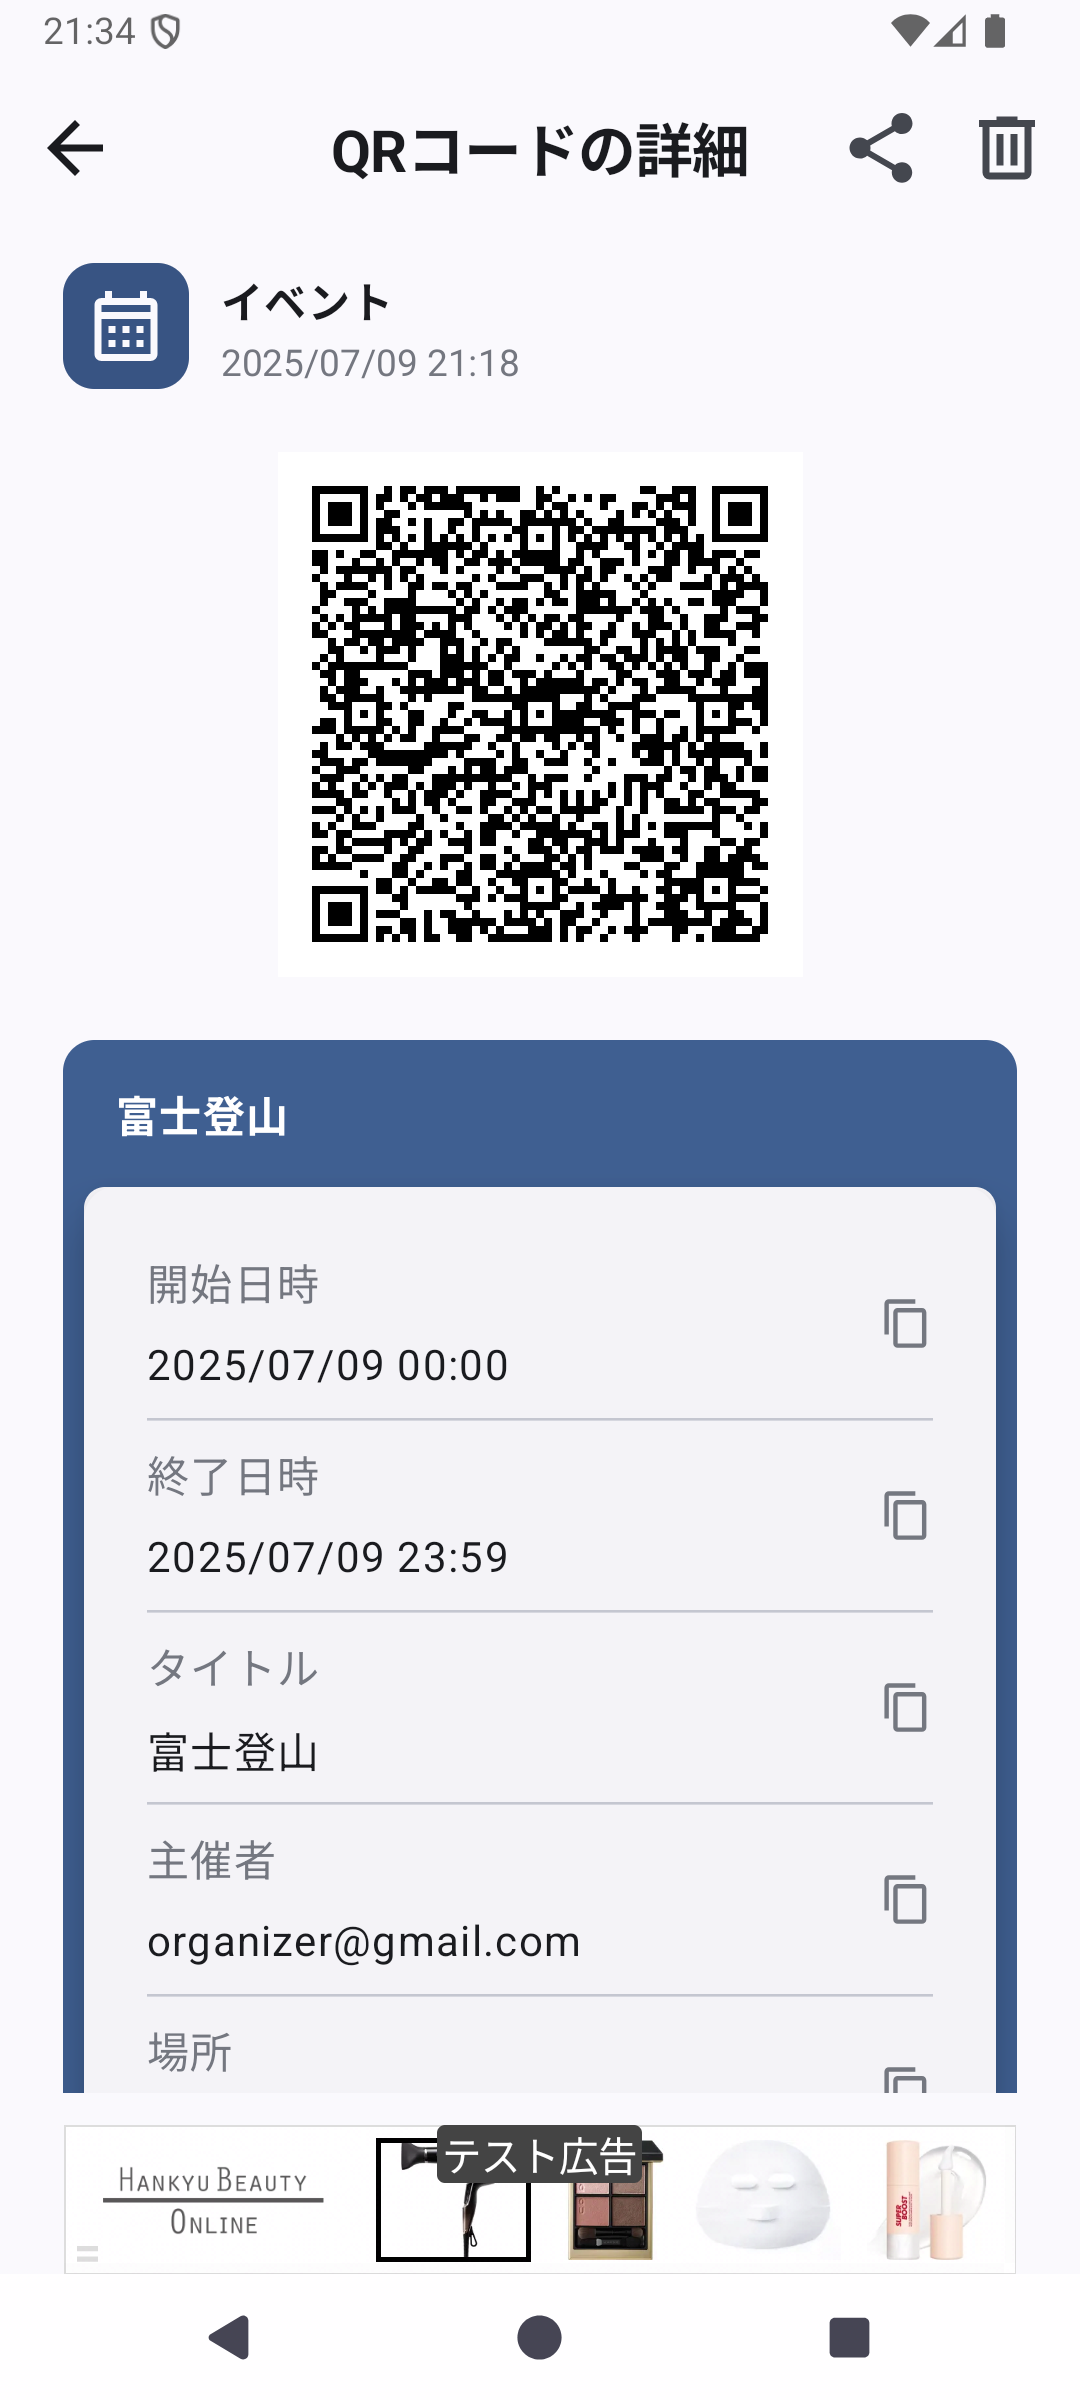 21:34
QRコードの詳細
イベント
2025/07/09 21:18
富士登山
開始日時
2025/07/09 00:00
終了日時
2025/07/09 23:59
タイトル
富士登山
主催者
organizer@gmail.com
場所
テスト広告
HANKYU BEAUTY
ONLINE
SUPER
BOOST